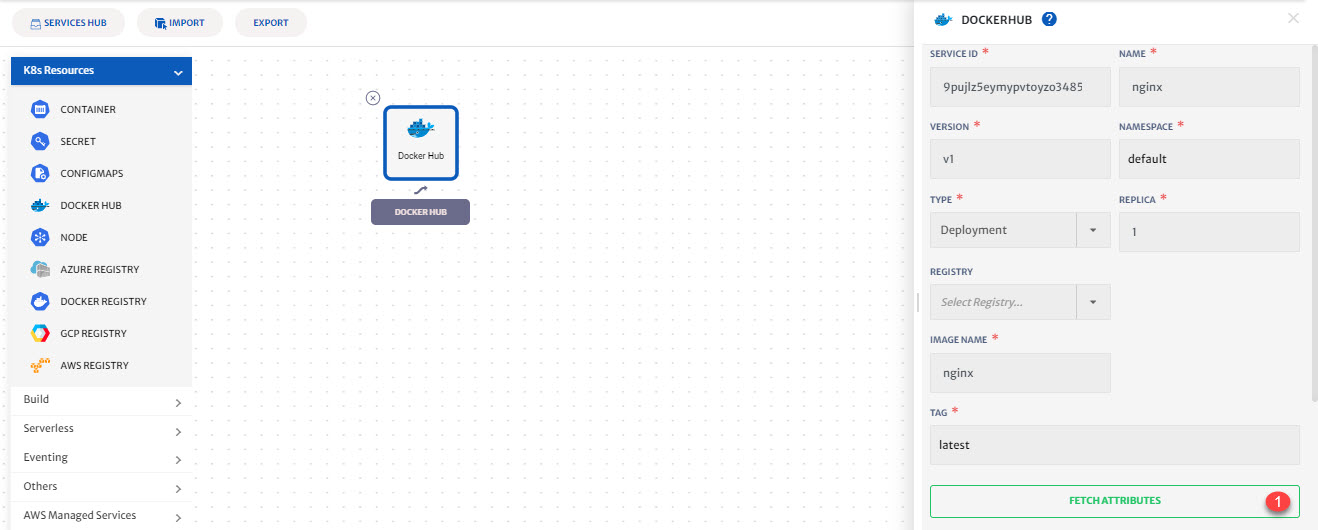 SERVICES HUB
IMPORT
EXPORT
K8s Resources
CONTAINER
SECRET
CONFIGMAPS
DOCKER HUB
NODE
AZURE REGISTRY
DOCKER REGISTRY
GCP REGISTRY
AWS REGISTRY
Build
Serverless
Eventing
Others
AWS Managed Services
Docker Hub
DOCKER HUB
DOCKERHUB ?
SERVICE ID * NAME *
9pujlz5eymypvtoyzo3485 nginx
VERSION * NAMESPACE *
v1 default
TYPE * REPLICA *
Deployment 1
REGISTRY
Select Registry...
IMAGE NAME *
nginx
TAG *
latest
FETCH ATTRIBUTES 1